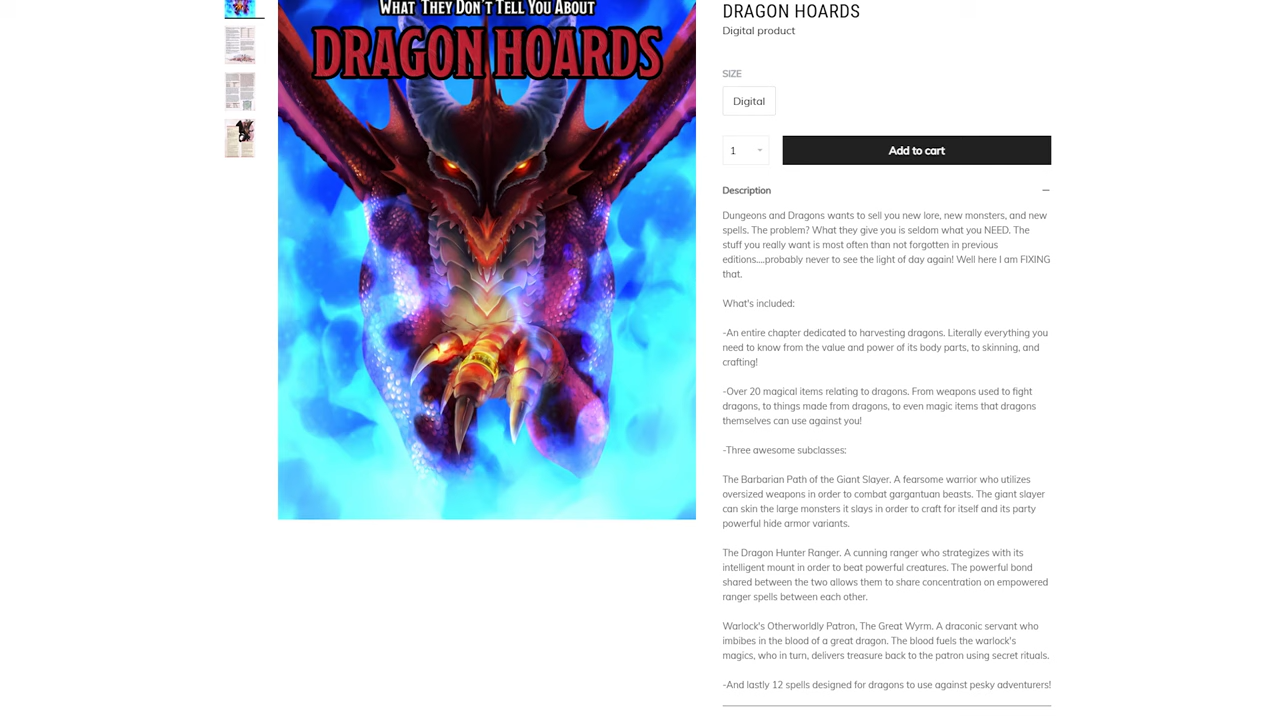 WHAT THEY DON'T TELL YOU ABOUT
DRAGON HOARDS
DRAGON HOARDS
Digital product
SIZE
Digital
1
Add to cart
Description
Dungeons and Dragons wants to sell you new lore, new monsters, and new
spells. The problem? What they give you is seldom what you NEED. The
stuff you really want is most often than not forgotten in previous
editions....probably never to see the light of day again! Well here I am FIXING
that.
What's included:
-An entire chapter dedicated to harvesting dragons. Literally everything you
need to know from the value and power of its body parts, to skinning, and
crafting!
-Over 20 magical items relating to dragons. From weapons used to fight
dragons, to things made from dragons, to even magic items that dragons
themselves can use against you!
-Three awesome subclasses:
The Barbarian Path of the Giant Slayer. A fearsome warrior who utilizes
oversized weapons in order to combat gargantuan beasts. The giant slayer
can skin the large monsters it slays in order to craft for itself and its party
powerful hide armor variants.
The Dragon Hunter Ranger. A cunning ranger who strategizes with its
intelligent mount in order to beat powerful creatures. The powerful bond
shared between the two allows them to share concentration on empowered
ranger spells between each other.
Warlock's Otherworldly Patron, The Great Wyrm. A draconic servant who
imbibes in the blood of a great dragon. The blood fuels the warlock's
magics, who in turn, delivers treasure back to the patron using secret rituals.
-And lastly 12 spells designed for dragons to use against pesky adventurers!